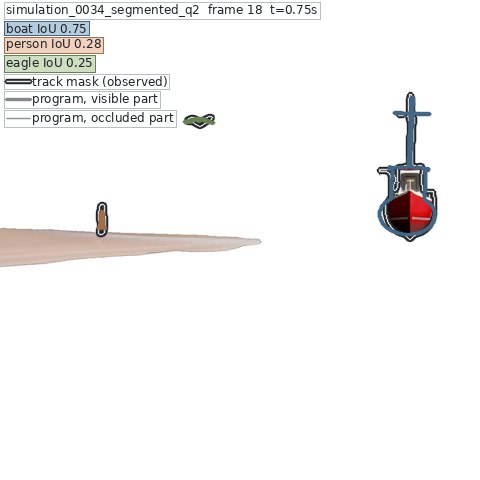 simulation_0034_segmented_q2  frame 18  t=0.75s
boat IoU 0.75
person IoU 0.28
eagle IoU 0.25
track mask (observed)
program, visible part
program, occluded part